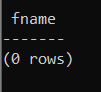 fname
-------
(0 rows)